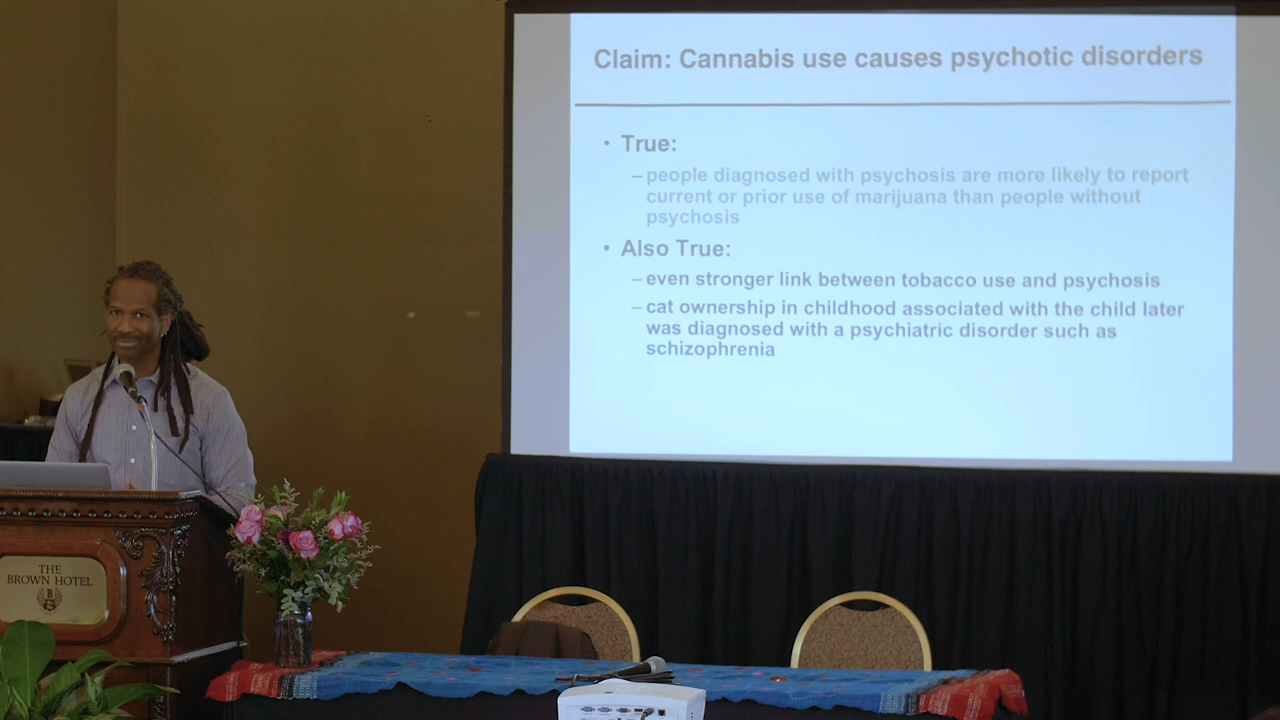 Claim: Cannabis use causes psychotic disorders
• True:
– people diagnosed with psychosis are more likely to report
current or prior use of marijuana than people without
psychosis
• Also True:
– even stronger link between tobacco use and psychosis
– cat ownership in childhood associated with the child later
was diagnosed with a psychiatric disorder such as
schizophrenia
THE
BROWN HOTEL
B